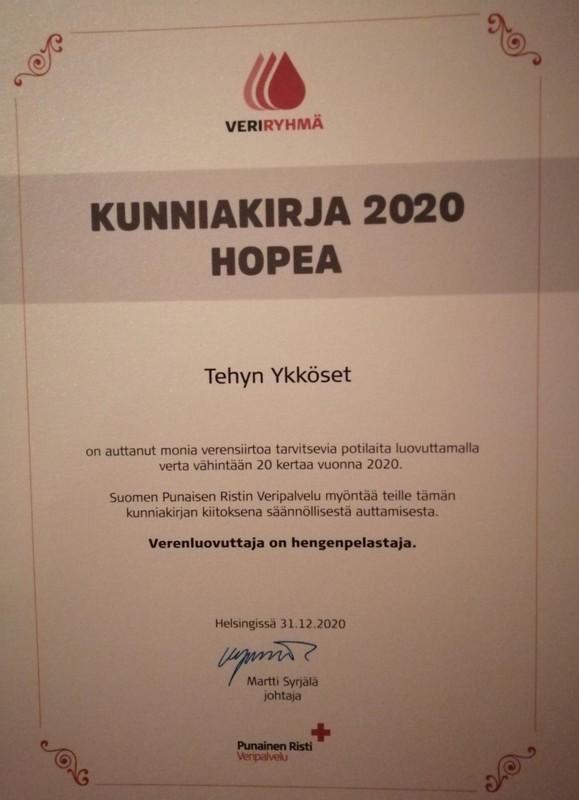 VERIRYHMÄ
KUNNIAKIRJA 2020
HOPEA
Tehyn Ykköset
on auttanut monia verensiirtoa tarvitsevia potilaita luovuttamalla
verta vähintään 20 kertaa vuonna 2020.
Suomen Punaisen Ristin Veripalvelu myöntää teille tämän
kunniakirjan kiitoksena säännöllisestä auttamisesta.
Verenluovuttaja on hengenpelastaja.
Helsingissä 31.12.2020
Martti Syrjälä
johtaja
Punainen Risti
Veripalvelu